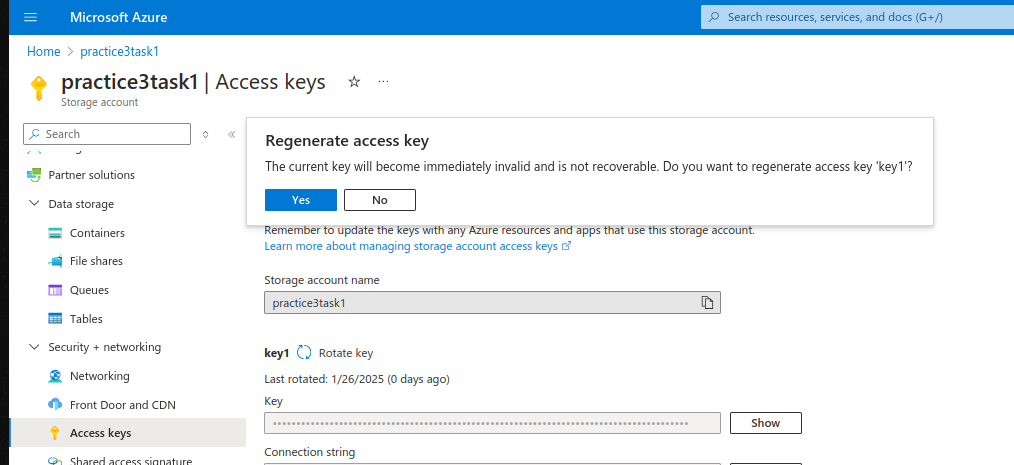 Microsoft Azure
Search resources, services, and docs (G+/)
Home > practice3task1
practice3task1 | Access keys
Storage account
Search
Partner solutions
Data storage
Containers
File shares
Queues
Tables
Security + networking
Networking
Front Door and CDN
Access keys
Shared access signature
Regenerate access key
The current key will become immediately invalid and is not recoverable. Do you want to regenerate access key 'key1'?
Yes
No
Remember to update the keys with any Azure resources and apps that use this storage account.
Learn more about managing storage account access keys
Storage account name
practice3task1
key1 Rotate key
Last rotated: 1/26/2025 (0 days ago)
Key
Show
Connection string